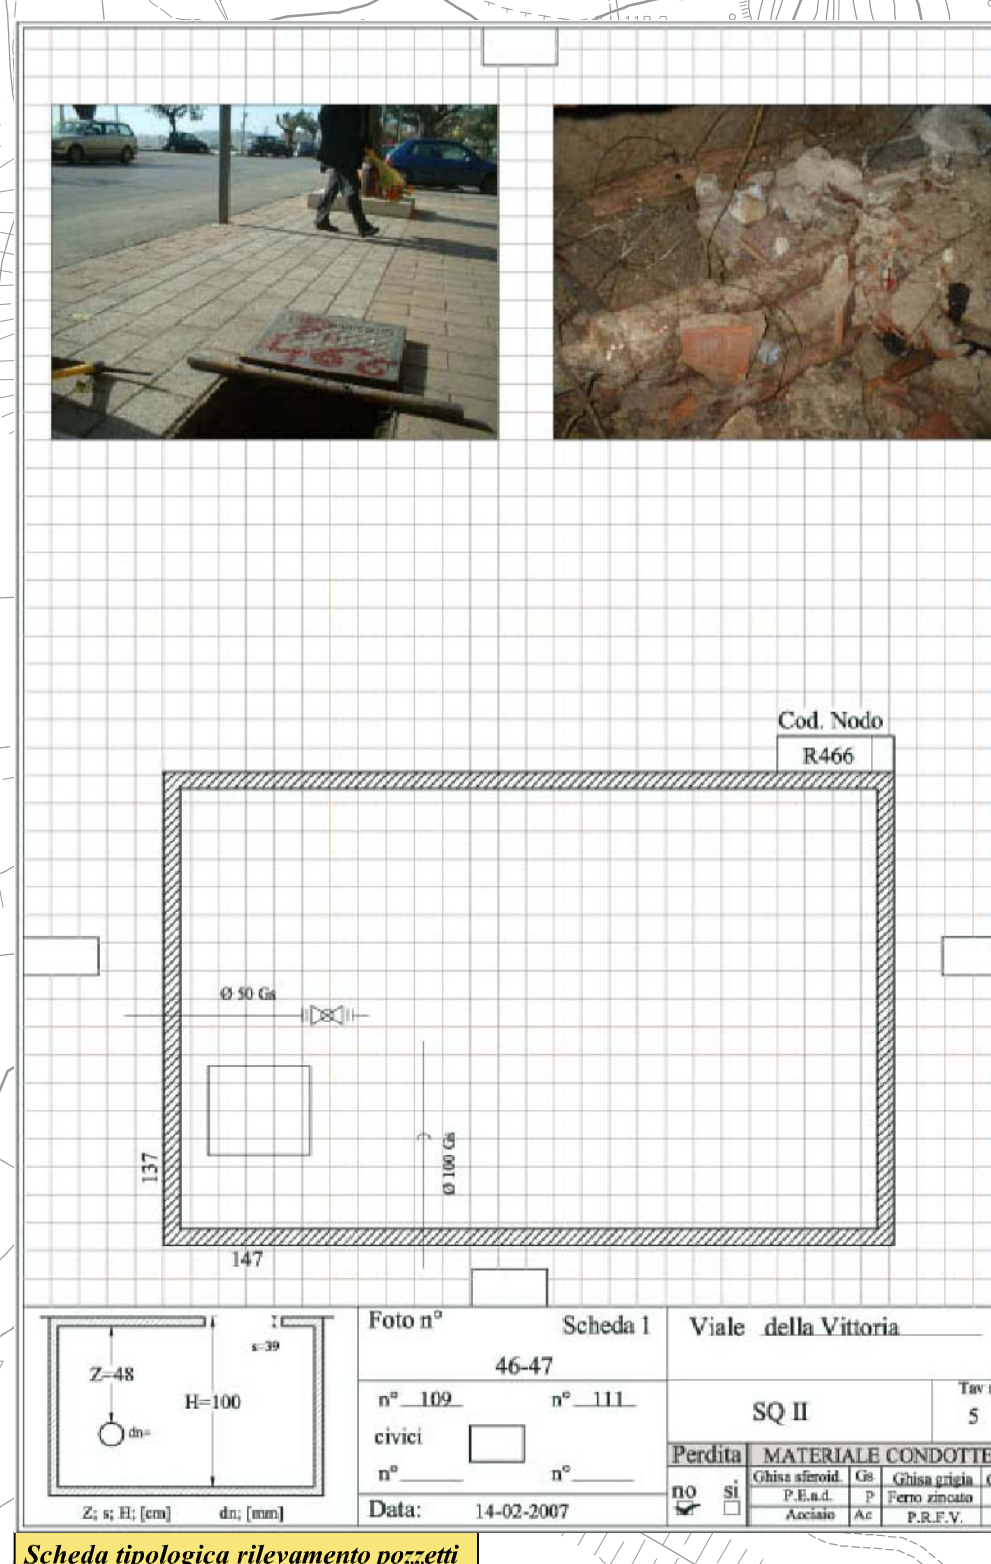 466
Cod. Nodo
R466
Ø 50 Gs
Ø 100 Gs
137
147
s=39
Z=48
H=100
dn=
Z; s; H; [cm] dn; [mm]
Foto n° Scheda 1
46-47
n° 109 n° 111
civici
n° n°
Data: 14-02-2007
Viale della Vittoria
SQ II
Tav
5
Perdita
no si
MATERIALE CONDOTTE
Ghisa sferoid. Gs Ghisa grigia
P.E.a.d. P Ferro zincato
Acciaio Ac P.R.F.V.
Scheda tipologica rilevamento pozzetti